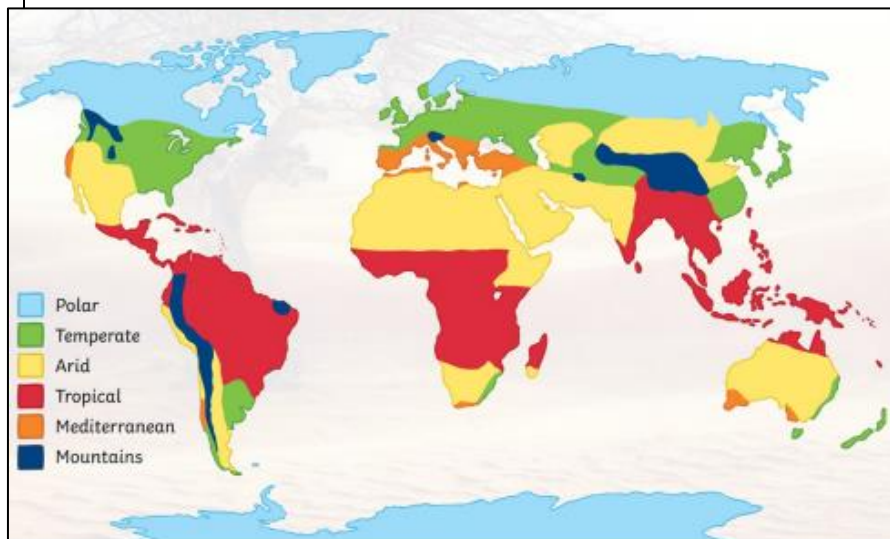 Polar
Temperate
Arid
Tropical
Mediterranean
Mountains